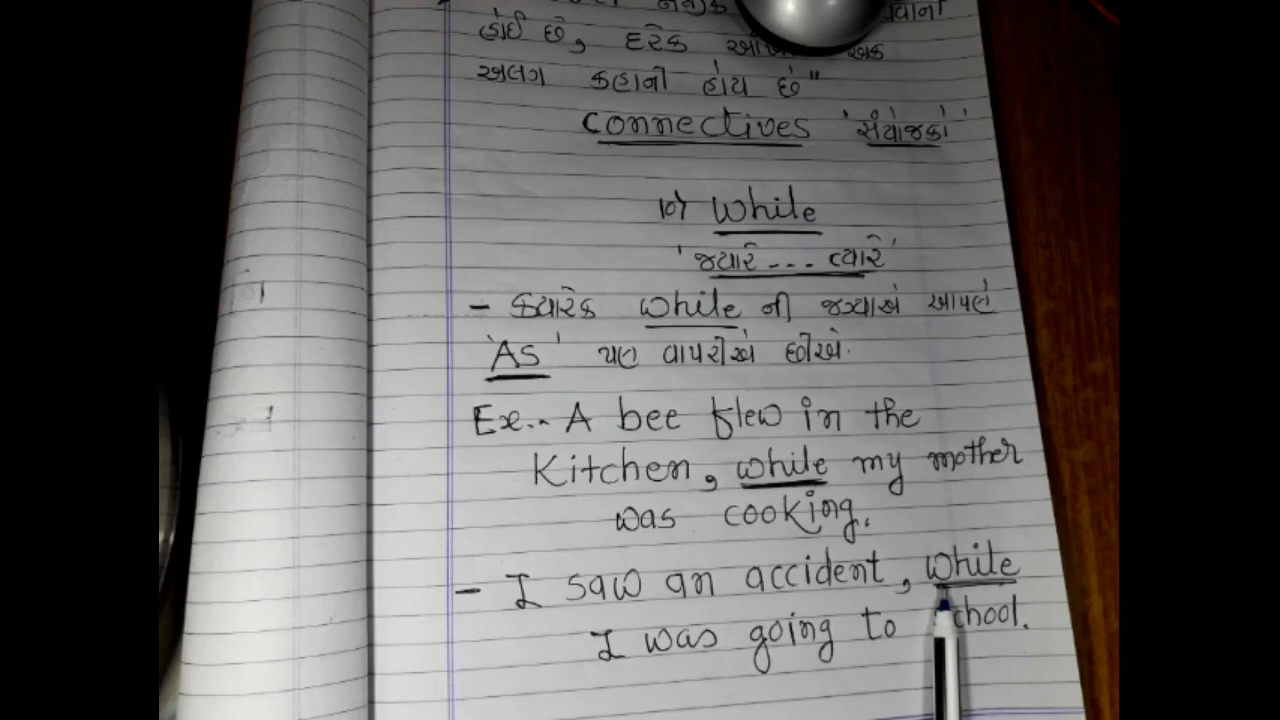 હોઈ છે, દરેક
અલગ કહાની હોય છે"
Connectives 'સંયોજકો'
10) While
'જ્યારે --- ત્યારે'
- ક્યારેક while ની જગ્યાએ આપણે
'AS' પણ વાપરીએ છીએ.
Ex.. A bee flew in the
Kitchen, while my mother
was cooking.
- I saw an accident, while
I was going to school.